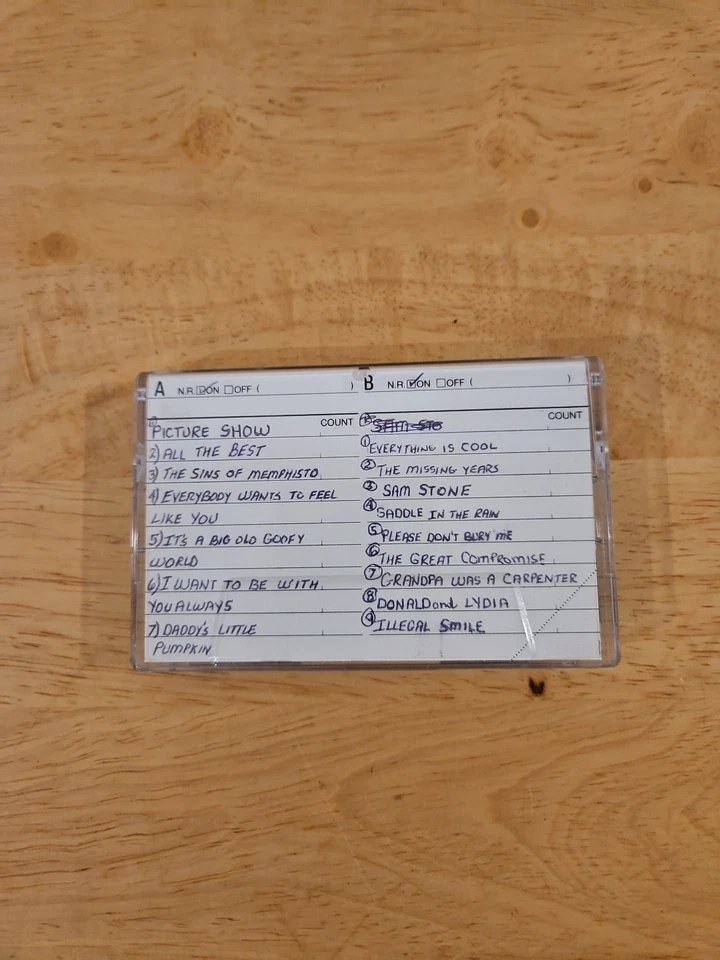 A N.R. ☑ON ☐OFF ( )
COUNT
1) PICTURE SHOW
2) ALL THE BEST
3) THE SINS OF MEMPHISTO
4) EVERYBODY WANTS TO FEEL
LIKE YOU
5) IT'S A BIG OLD GOOFY
WORLD
6) I WANT TO BE WITH
YOU ALWAYS
7) DADDY'S LITTLE
PUMPKIN
B N.R. ☑ON ☐OFF ( )
COUNT
SAM STO
① EVERYTHING IS COOL
② THE MISSING YEARS
③ SAM STONE
④ SADDLE IN THE RAIN
⑤ PLEASE DON'T BURY ME
⑥ THE GREAT COMPROMISE
⑦ GRANDPA WAS A CARPENTER
⑧ DONALD and LYDIA
⑨ ILLEGAL SMILE